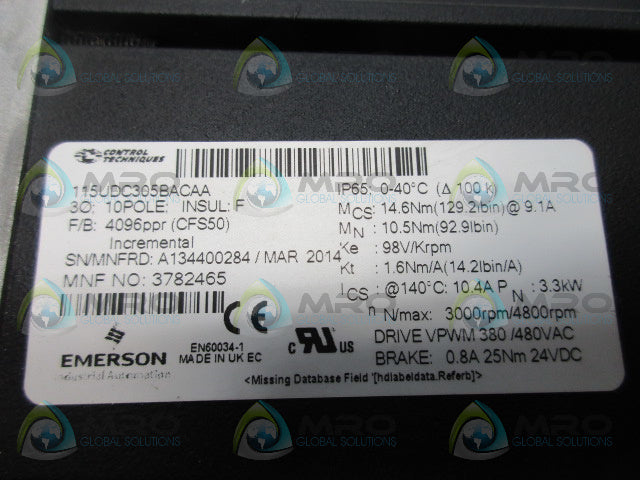 CONTROL
TECHNIQUES
115UDC305BACAA
3O: 10POLE: INSUL: F
F/B: 4096ppr (CFS50)
Incremental
SN/MNFRD: A134400284 / MAR 2014
MNF NO: 3782465
IP65: 0-40°C (Δ 100 k)
MCS: 14.6Nm(129.2lbin)@ 9.1A
MN : 10.5Nm(92.9lbin)
Ke : 98V/Krpm
Kt : 1.6Nm/A(14.2lbin/A)
ICS : @140°C: 10.4A PN : 3.3kW
n N/max: 3000rpm/4800rpm
DRIVE VPWM 380 /480VAC
BRAKE: 0.8A 25Nm 24VDC
EMERSON
Industrial Automation
CE
EN60034-1
MADE IN UK EC
c RU us
<Missing Database Field '[hdlabeldata.Referb]>
MRO
GLOBAL SOLUTIONS